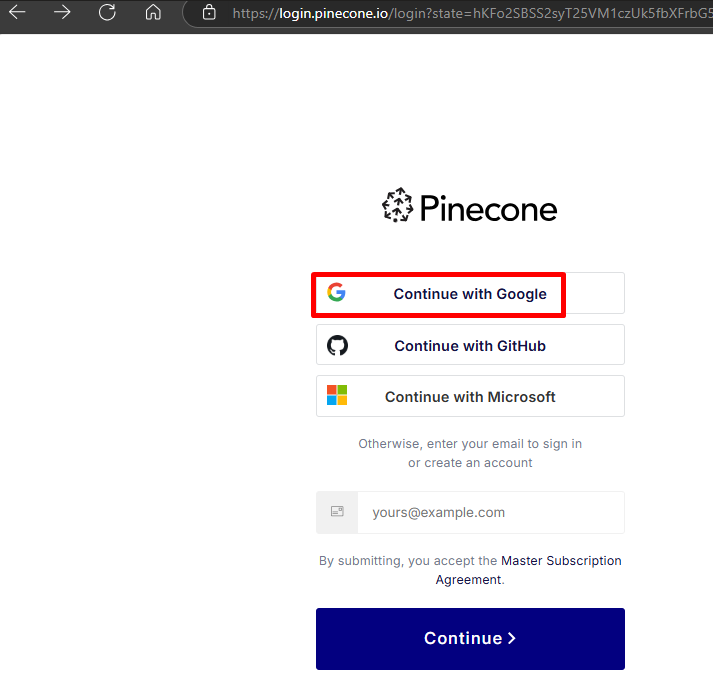 https://login.pinecone.io/login?state=hKFo2SBSS2syT25VM1czUk5fbXFrbG5
Pinecone
Continue with Google
Continue with GitHub
Continue with Microsoft
Otherwise, enter your email to sign in
or create an account
yours@example.com
By submitting, you accept the Master Subscription
Agreement.
Continue